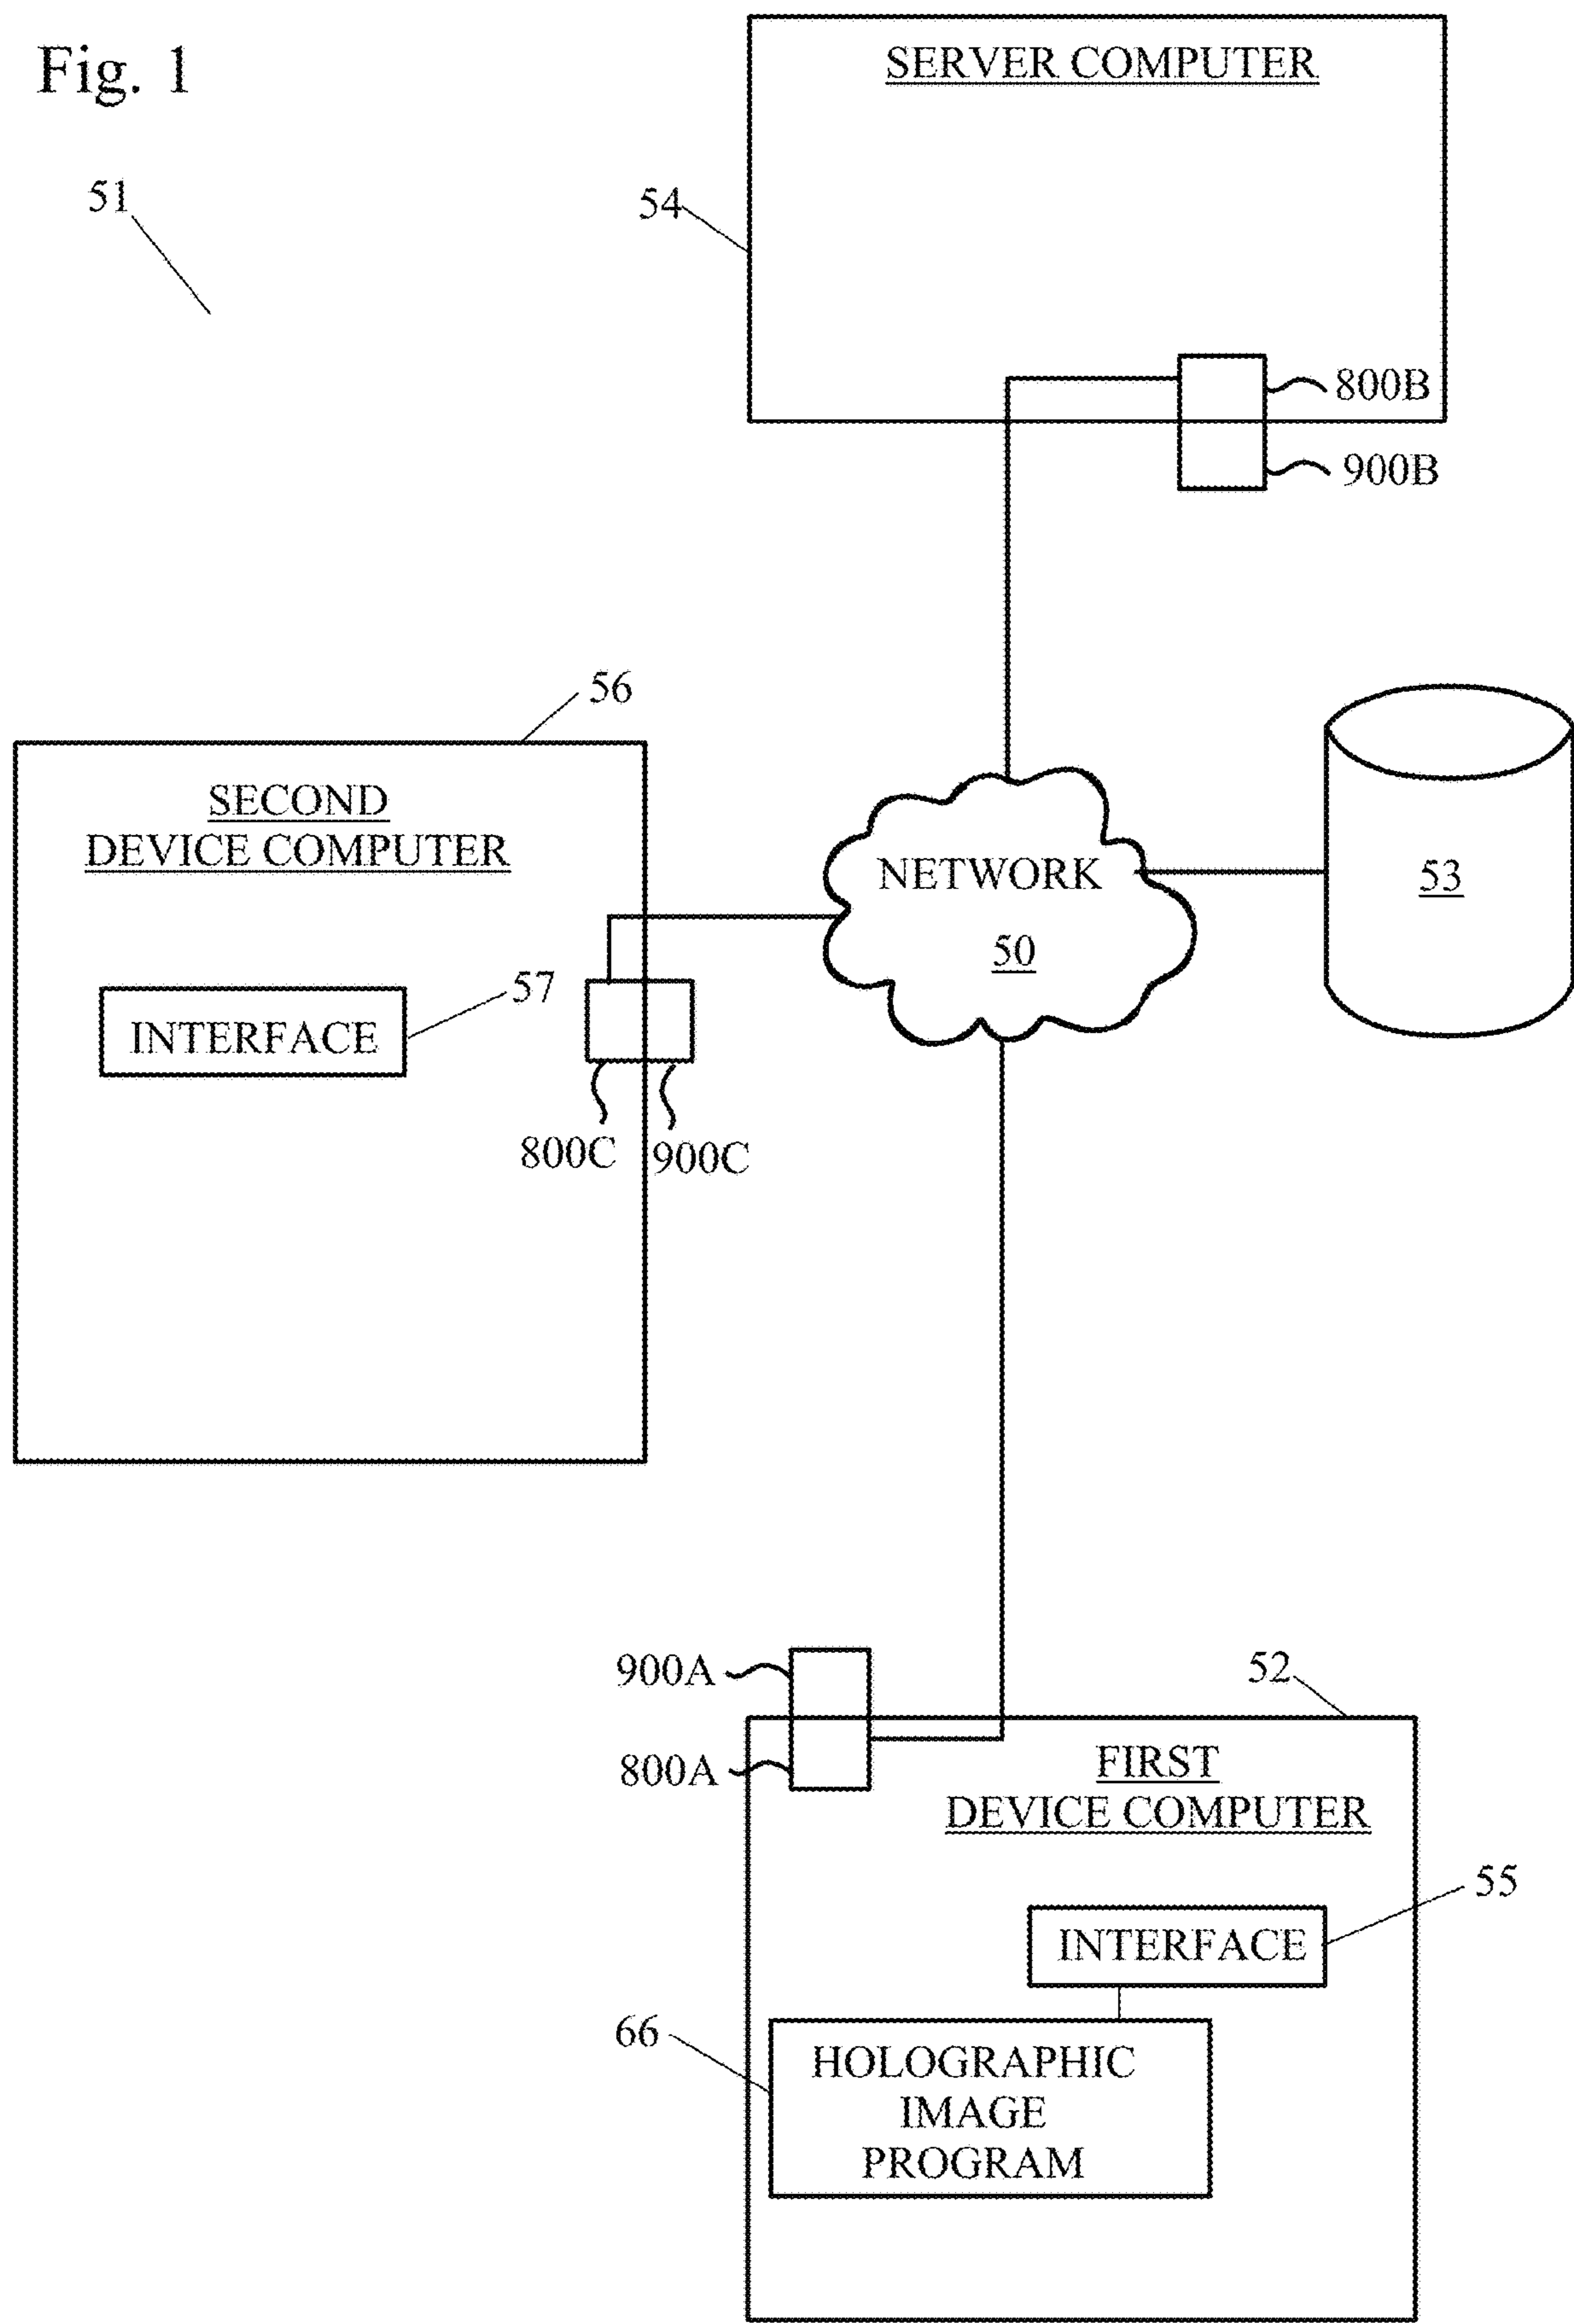 Fig. 1
SERVER COMPUTER
51
54
800B
900B
56
SECOND
DEVICE COMPUTER
NETWORK
50
53
57
INTERFACE
800C
900C
900A
800A
52
FIRST
DEVICE COMPUTER
55
INTERFACE
66
HOLOGRAPHIC
IMAGE
PROGRAM